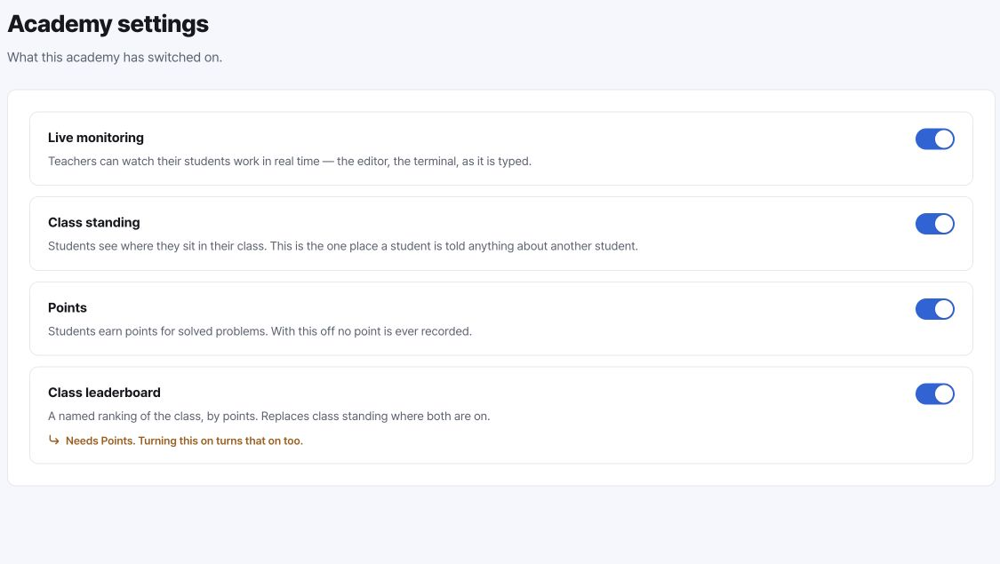 Academy settings
What this academy has switched on.
Live monitoring
Teachers can watch their students work in real time — the editor, the terminal, as it is typed.
Class standing
Students see where they sit in their class. This is the one place a student is told anything about another student.
Points
Students earn points for solved problems. With this off no point is ever recorded.
Class leaderboard
A named ranking of the class, by points. Replaces class standing where both are on.
↳ Needs Points. Turning this on turns that on too.